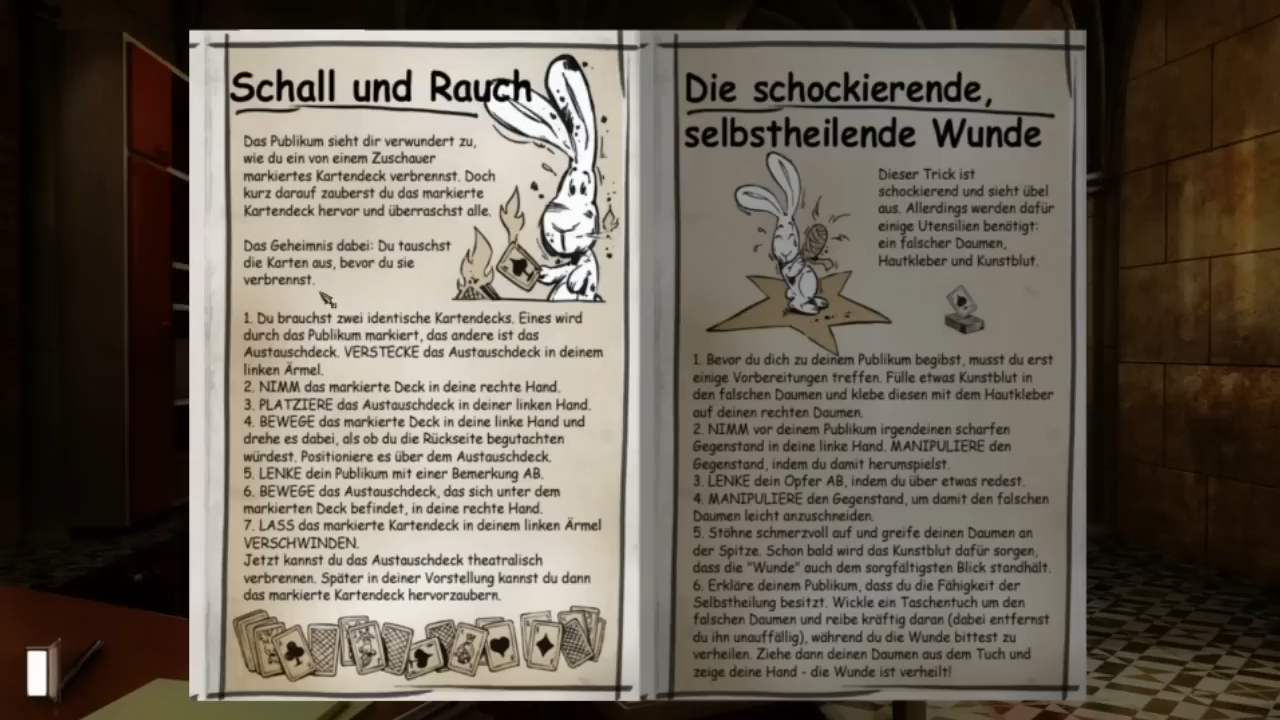 Schall und Rauch
Das Publikum sieht dir verwundert zu,
wie du ein von einem Zuschauer
markiertes Kartendeck verbrennst. Doch
kurz darauf zauberst du das markierte
Kartendeck hervor und überraschst alle.
Das Geheimnis dabei: Du tauschst
die Karten aus, bevor du sie
verbrennst.
1. Du brauchst zwei identische Kartendecks. Eines wird
durch das Publikum markiert, das andere ist das
Austauschdeck. VERSTECKE das Austauschdeck in deinem
linken Ärmel.
2. NIMM das markierte Deck in deine rechte Hand.
3. PLATZIERE das Austauschdeck in deiner linken Hand.
4. BEWEGE das markierte Deck in deine linke Hand und
drehe es dabei, als ob du die Rückseite begutachten
würdest. Positioniere es über dem Austauschdeck.
5. LENKE dein Publikum mit einer Bemerkung AB.
6. BEWEGE das Austauschdeck, das sich unter dem
markierten Deck befindet, in deine rechte Hand.
7. LASS das markierte Kartendeck in deinem linken Ärmel
VERSCHWINDEN.
Jetzt kannst du das Austauschdeck theatralisch
verbrennen. Später in deiner Vorstellung kannst du dann
das markierte Kartendeck hervorzaubern.
Die schockierende,
selbstheilende Wunde
Dieser Trick ist
schockierend und sieht übel
aus. Allerdings werden dafür
einige Utensilien benötigt:
ein falscher Daumen,
Hautkleber und Kunstblut.
1. Bevor du dich zu deinem Publikum begibst, musst du erst
einige Vorbereitungen treffen. Fülle etwas Kunstblut in
den falschen Daumen und klebe diesen mit dem Hautkleber
auf deinen rechten Daumen.
2. NIMM vor deinem Publikum irgendeinen scharfen
Gegenstand in deine linke Hand. MANIPULIERE den
Gegenstand, indem du damit herumspielst.
3. LENKE dein Opfer AB, indem du über etwas redest.
4. MANIPULIERE den Gegenstand, um damit den falschen
Daumen leicht anzuschneiden.
5. Stöhne schmerzvoll auf und greife deinen Daumen an
der Spitze. Schon bald wird das Kunstblut dafür sorgen,
dass die "Wunde" auch dem sorgfältigsten Blick standhält.
6. Erkläre deinem Publikum, dass du die Fähigkeit der
Selbstheilung besitzt. Wickle ein Taschentuch um den
falschen Daumen und reibe kräftig daran (dabei entfernst
du ihn unauffällig), während du die Wunde bittest zu
verheilen. Ziehe dann deinen Daumen aus dem Tuch und
zeige deine Hand - die Wunde ist verheilt!